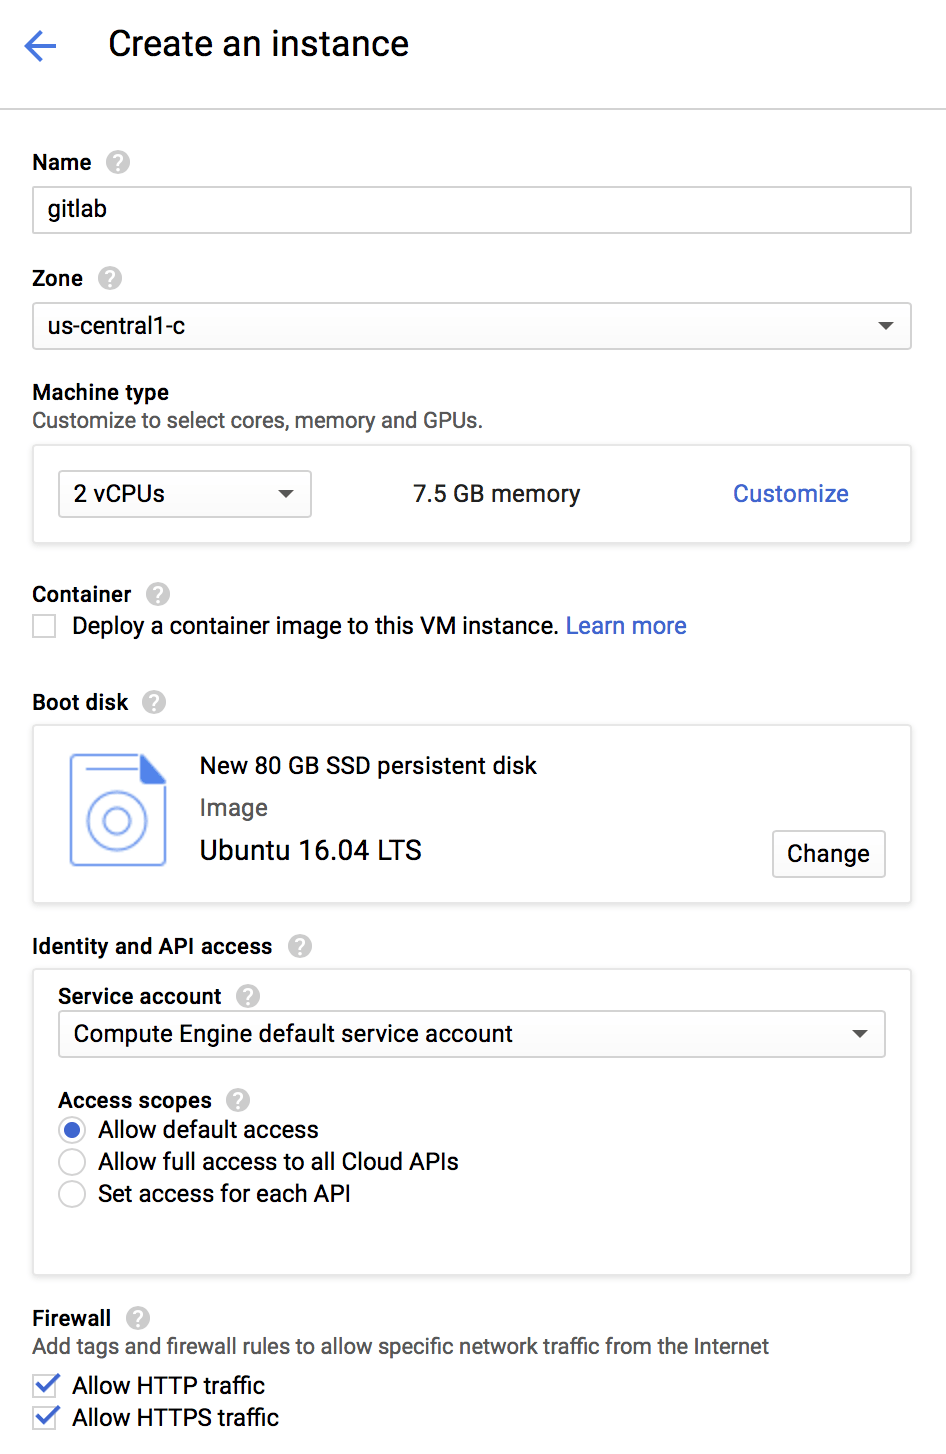 Create an instance
Name ?
gitlab
Zone ?
us-central1-c
Machine type
Customize to select cores, memory and GPUs.
2 vCPUs 7.5 GB memory Customize
Container ?
Deploy a container image to this VM instance. Learn more
Boot disk ?
New 80 GB SSD persistent disk
Image
Ubuntu 16.04 LTS
Change
Identity and API access ?
Service account ?
Compute Engine default service account
Access scopes ?
Allow default access
Allow full access to all Cloud APIs
Set access for each API
Firewall ?
Add tags and firewall rules to allow specific network traffic from the Internet
Allow HTTP traffic
Allow HTTPS traffic